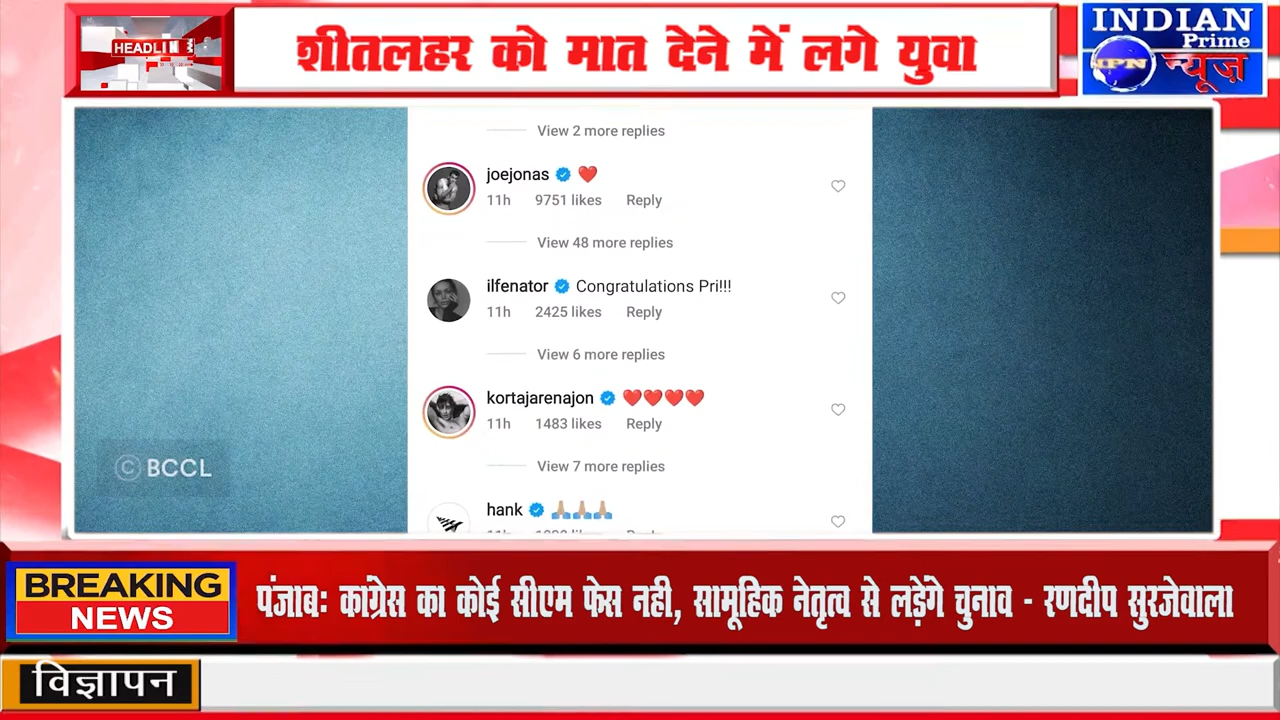 HEADLI
शीतलहर को मात देने में लगे युवा
INDIAN
Prime
IPN न्यूज़
View 2 more replies
joejonas ❤️
11h 9751 likes Reply
View 48 more replies
ilfenator Congratulations Pri!!!
11h 2425 likes Reply
View 6 more replies
kortajarenajon ❤️❤️❤️❤️
11h 1483 likes Reply
View 7 more replies
hank 🙏🏼🙏🏼🙏🏼
© BCCL
BREAKING
NEWS
पंजाबः कांग्रेस का कोई सीएम फेस नही, सामूहिक नेतृत्व से लड़ेंगे चुनाव - रणदीप सुरजेवाला
विज्ञापन